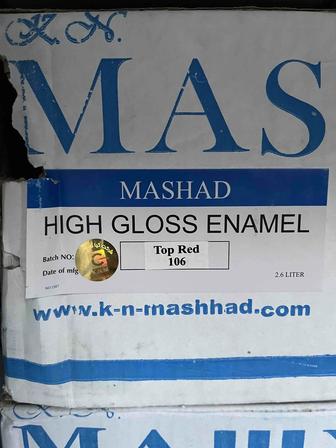 K. N.
MAS
MASHAD
HIGH GLOSS ENAMEL
Batch NO:
Top Red
106
Date of mfg
2.6 LITER
www.k-n-mashhad.com